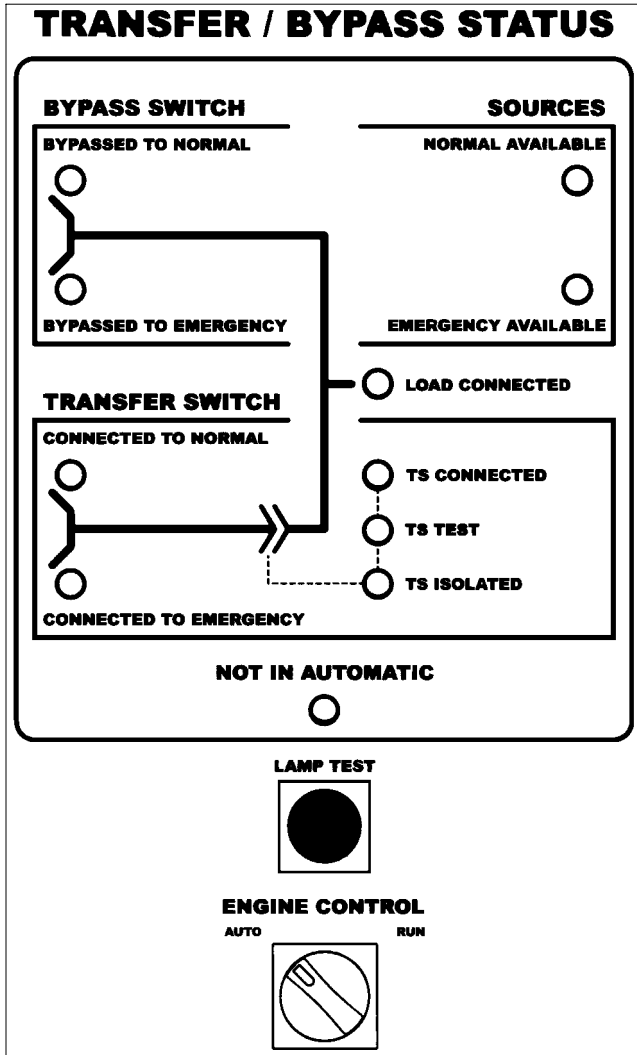 TRANSFER / BYPASS STATUS
BYPASS SWITCH
SOURCES
BYPASSED TO NORMAL
NORMAL AVAILABLE
BYPASSED TO EMERGENCY
EMERGENCY AVAILABLE
LOAD CONNECTED
TRANSFER SWITCH
CONNECTED TO NORMAL
TS CONNECTED
TS TEST
TS ISOLATED
CONNECTED TO EMERGENCY
NOT IN AUTOMATIC
LAMP TEST
ENGINE CONTROL
AUTO
RUN